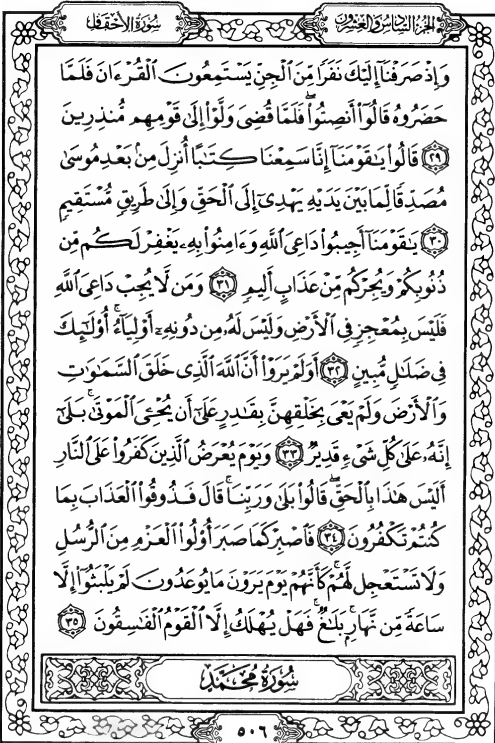 الجزء السادس والعشرون
سورة الأحقاف
وَإِذْ صَرَفْنَآ إِلَيْكَ نَفَرًا مِّنَ ٱلْجِنِّ يَسْتَمِعُونَ ٱلْقُرْءَانَ فَلَمَّا
حَضَرُوهُ قَالُوٓا۟ أَنصِتُوا۟ ۖ فَلَمَّا قُضِىَ وَلَّوْا۟ إِلَىٰ قَوْمِهِم مُّنذِرِينَ
٢٩ قَالُوا۟ يَٰقَوْمَنَآ إِنَّا سَمِعْنَا كِتَٰبًا أُنزِلَ مِنۢ بَعْدِ مُوسَىٰ
مُصَدِّقًا لِّمَا بَيْنَ يَدَيْهِ يَهْدِىٓ إِلَى ٱلْحَقِّ وَإِلَىٰ طَرِيقٍ مُّسْتَقِيمٍ
٣٠ يَٰقَوْمَنَآ أَجِيبُوا۟ دَاعِىَ ٱللَّهِ وَءَامِنُوا۟ بِهِۦ يَغْفِرْ لَكُم مِّن
ذُنُوبِكُمْ وَيُجِرْكُم مِّنْ عَذَابٍ أَلِيمٍ ٣١ وَمَن لَّا يُجِبْ دَاعِىَ ٱللَّهِ
فَلَيْسَ بِمُعْجِزٍ فِى ٱلْأَرْضِ وَلَيْسَ لَهُۥ مِن دُونِهِۦٓ أَوْلِيَآءُ ۚ أُو۟لَٰٓئِكَ
فِى ضَلَٰلٍ مُّبِينٍ ٣٢ أَوَلَمْ يَرَوْا۟ أَنَّ ٱللَّهَ ٱلَّذِى خَلَقَ ٱلسَّمَٰوَٰتِ
وَٱلْأَرْضَ وَلَمْ يَعْىَ بِخَلْقِهِنَّ بِقَٰدِرٍ عَلَىٰٓ أَن يُحْۦِىَ ٱلْمَوْتَىٰ ۚ بَلَىٰٓ
إِنَّهُۥ عَلَىٰ كُلِّ شَىْءٍ قَدِيرٌ ٣٣ وَيَوْمَ يُعْرَضُ ٱلَّذِينَ كَفَرُوا۟ عَلَى ٱلنَّارِ
أَلَيْسَ هَٰذَا بِٱلْحَقِّ ۖ قَالُوا۟ بَلَىٰ وَرَبِّنَا ۚ قَالَ فَذُوقُوا۟ ٱلْعَذَابَ بِمَا
كُنتُمْ تَكْفُرُونَ ٣٤ فَٱصْبِرْ كَمَا صَبَرَ أُو۟لُوا۟ ٱلْعَزْمِ مِنَ ٱلرُّسُلِ
وَلَا تَسْتَعْجِل لَّهُمْ ۚ كَأَنَّهُمْ يَوْمَ يَرَوْنَ مَا يُوعَدُونَ لَمْ يَلْبَثُوٓا۟ إِلَّا
سَاعَةً مِّن نَّهَارٍۭ ۚ بَلَٰغٌ ۚ فَهَلْ يُهْلَكُ إِلَّا ٱلْقَوْمُ ٱلْفَٰسِقُونَ ٣٥
سورة محمد
٥٠٦